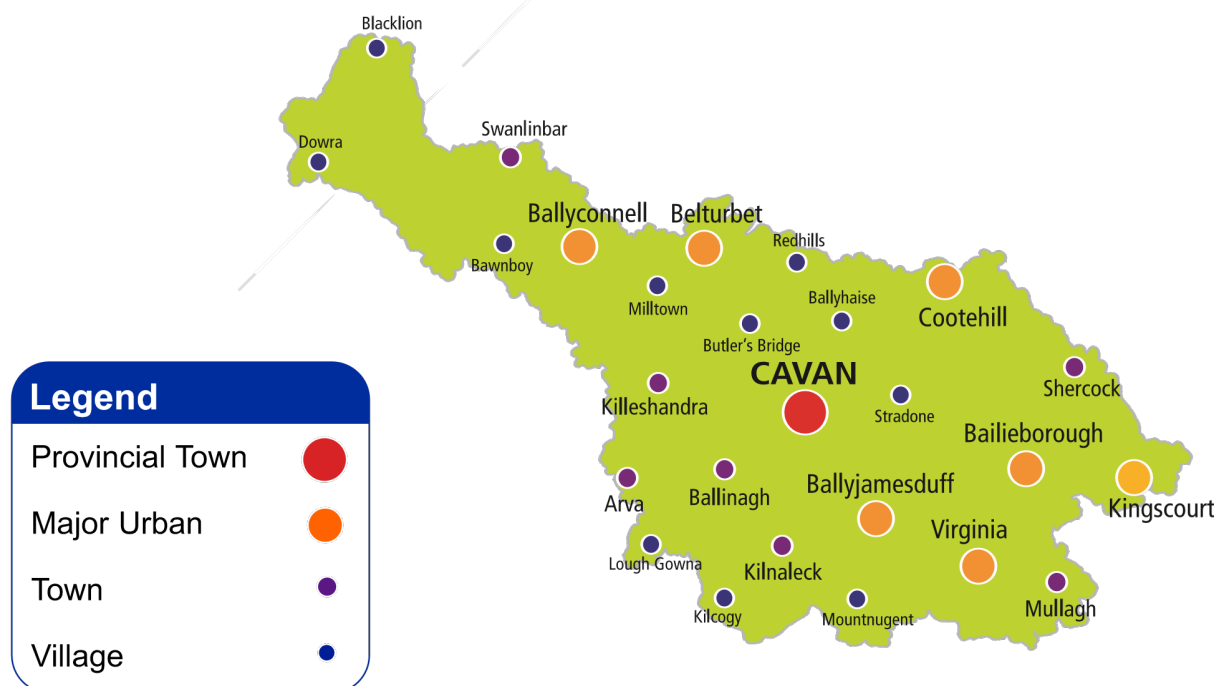 Blacklion
Dowra
Swanlinbar
Ballyconnell
Belturbet
Redhills
Bawnboy
Milltown
Ballyhaise
Cootehill
Butler's Bridge
CAVAN
Shercock
Killeshandra
Stradone
Bailieborough
Arva
Ballinagh
Ballyjamesduff
Kingscourt
Virginia
Lough Gowna
Kilnaleck
Mullagh
Kilcogy
Mountnugent
Legend
Provincial Town
Major Urban
Town
Village